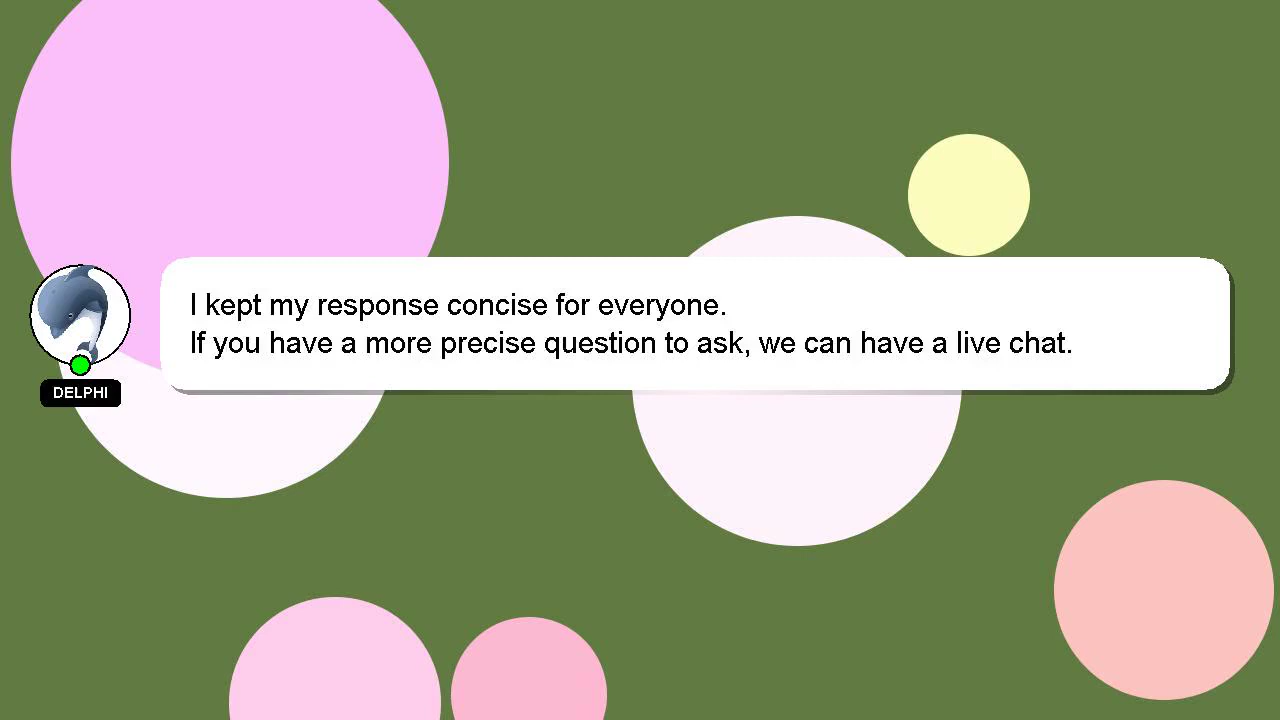 I kept my response concise for everyone.
If you have a more precise question to ask, we can have a live chat.
DELPHI